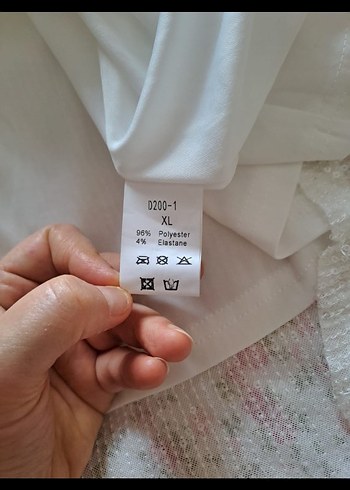 D200-1
XL
96% Polyester
4% Elastane